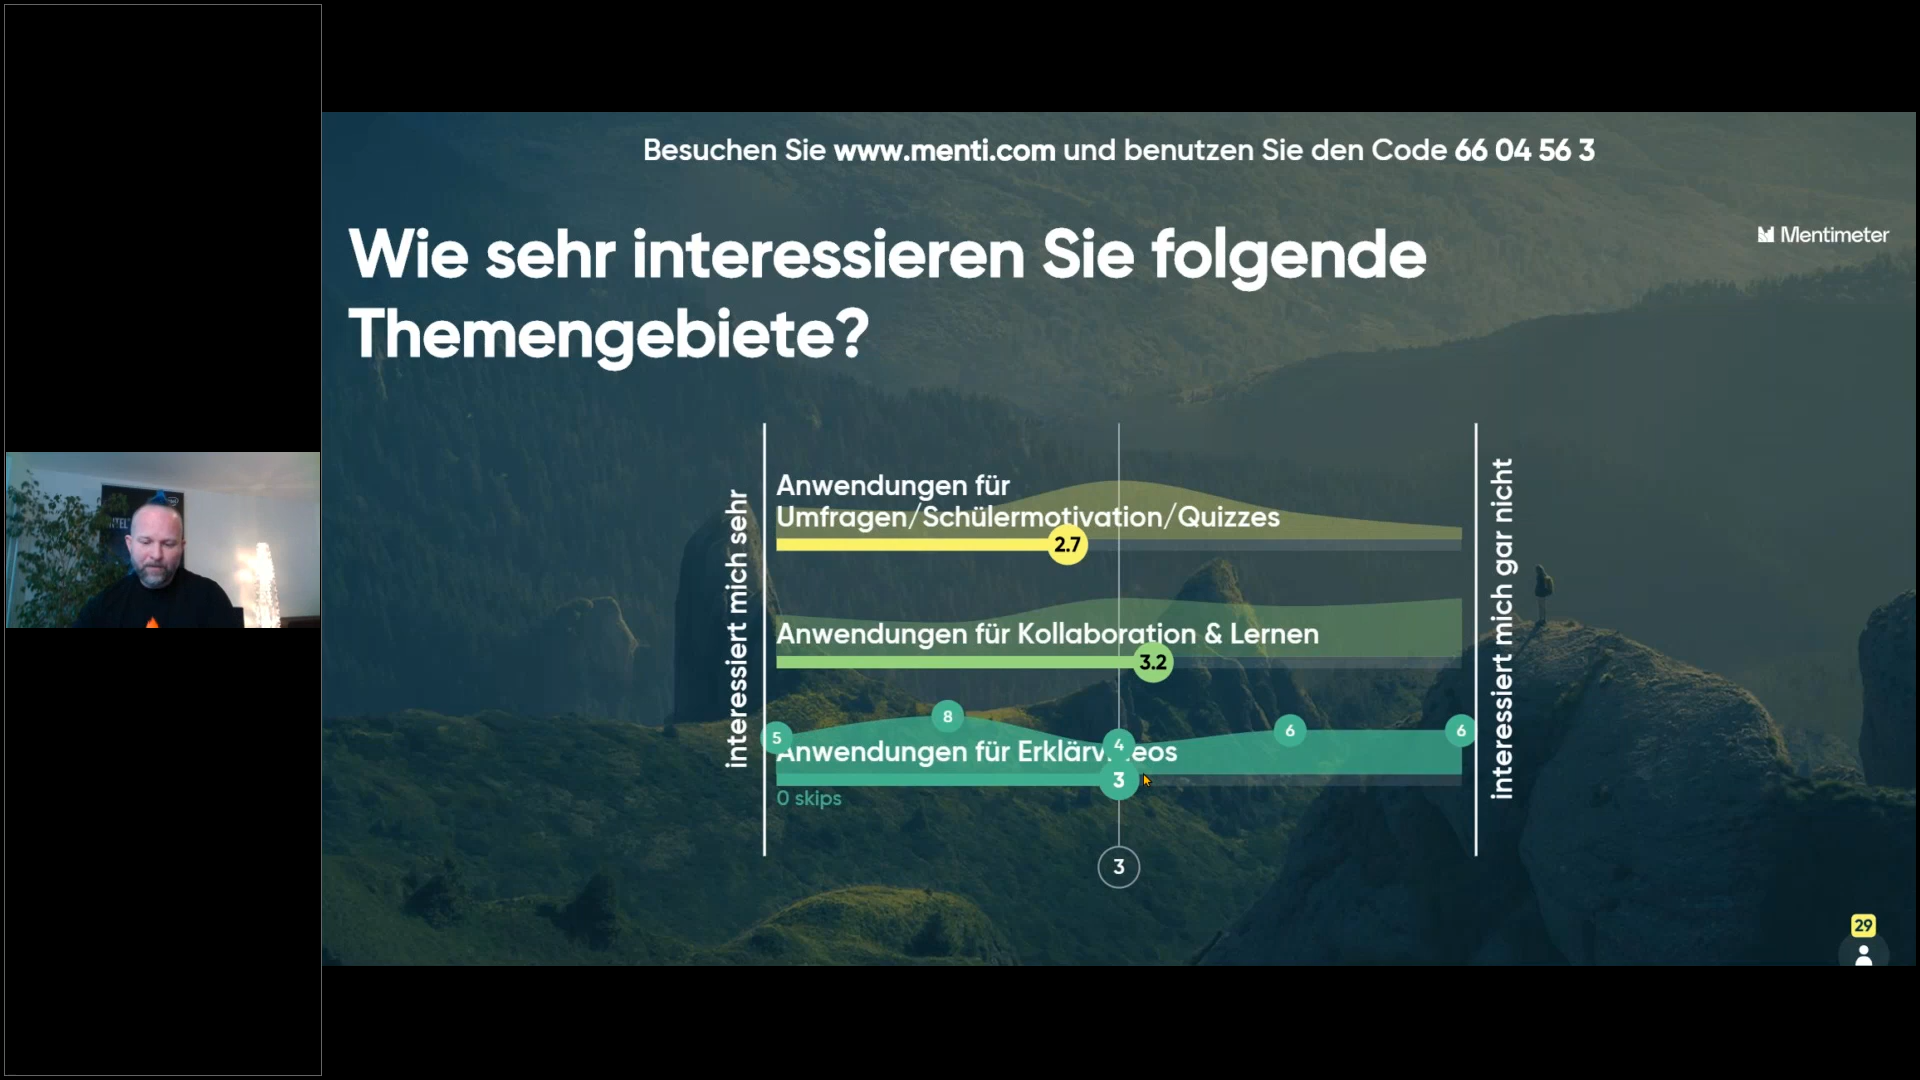 Besuchen Sie www.menti.com und benutzen Sie den Code 66 04 56 3
Mentimeter
Wie sehr interessieren Sie folgende
Themengebiete?
interessiert mich sehr
Anwendungen für
Umfragen/Schülermotivation/Quizzes
2.7
Anwendungen für Kollaboration & Lernen
3.2
5
8
4
6
6
Anwendungen für
3
0 skips
3
interessiert mich gar nicht
29